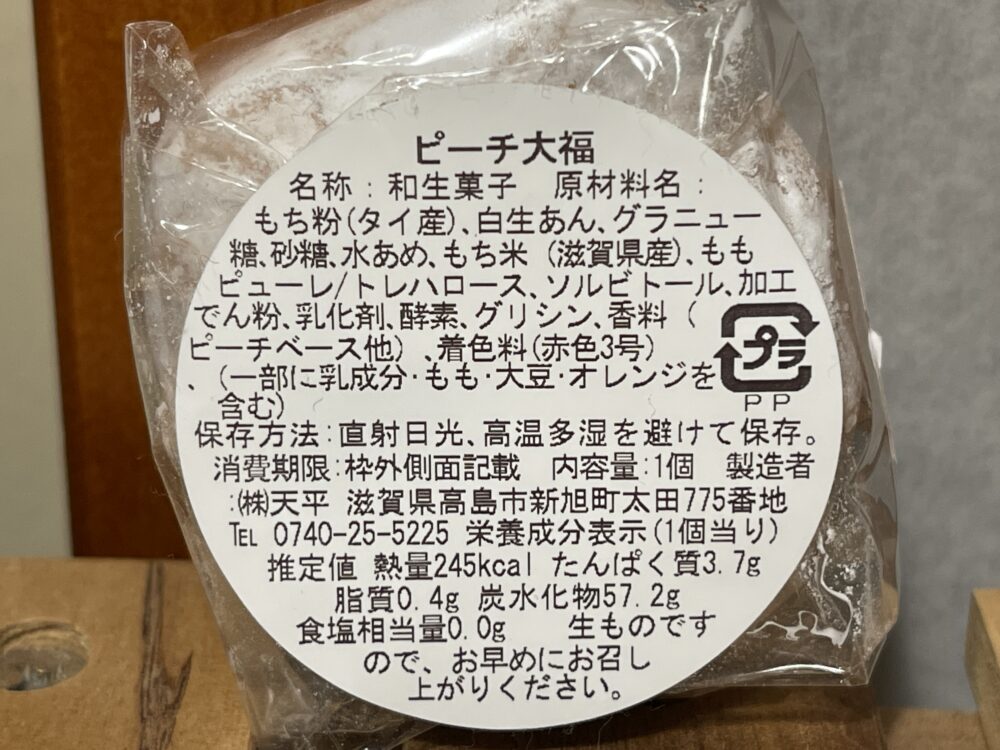 ピーチ大福
名称：和生菓子　原材料名：
もち粉(タイ産)､白生あん､グラニュー
糖､砂糖､水あめ､もち米（滋賀県産）､もも
ピューレ/トレハロース､ソルビトール､加工
でん粉､乳化剤､酵素､グリシン､香料（
ピーチベース他）､着色料(赤色3号)
､（一部に乳成分･もも･大豆･オレンジを
含む）
プラ
PP
保存方法：直射日光､高温多湿を避けて保存｡
消費期限：枠外側面記載　内容量：1個　製造者
：㈱天平 滋賀県高島市新旭町太田775番地
℡ 0740-25-5225 栄養成分表示(1個当り)
推定値 熱量245kcal たんぱく質3.7g
脂質0.4g 炭水化物57.2g
食塩相当量0.0g　生ものです
ので、お早めにお召し
上がりください。